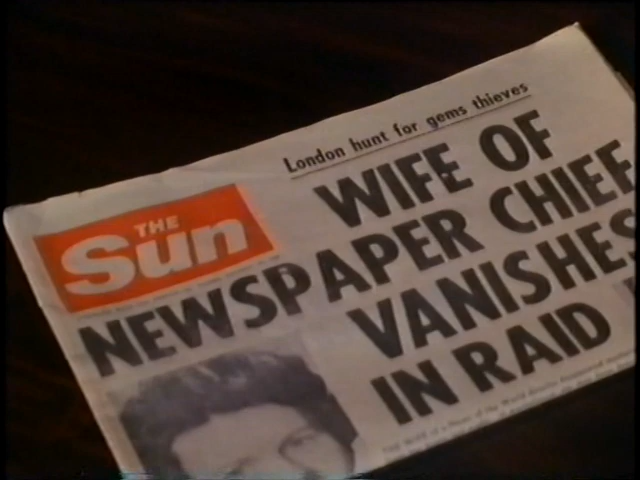 London hunt for gems thieves
THE
Sun
WIFE OF
NEWSPAPER CHIEF
VANISHES
IN RAID